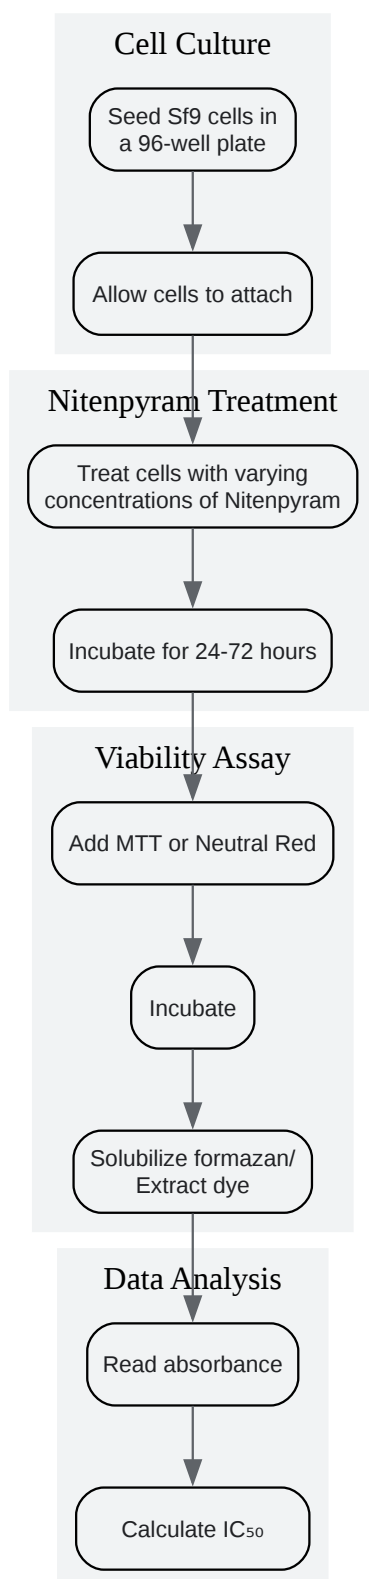 Cell Culture
Seed Sf9 cells in
a 96-well plate
Allow cells to attach
Nitenpyram Treatment
Treat cells with varying
concentrations of Nitenpyram
Incubate for 24-72 hours
Viability Assay
Add MTT or Neutral Red
Incubate
Solubilize formazan/
Extract dye
Data Analysis
Read absorbance
Calculate IC₅₀